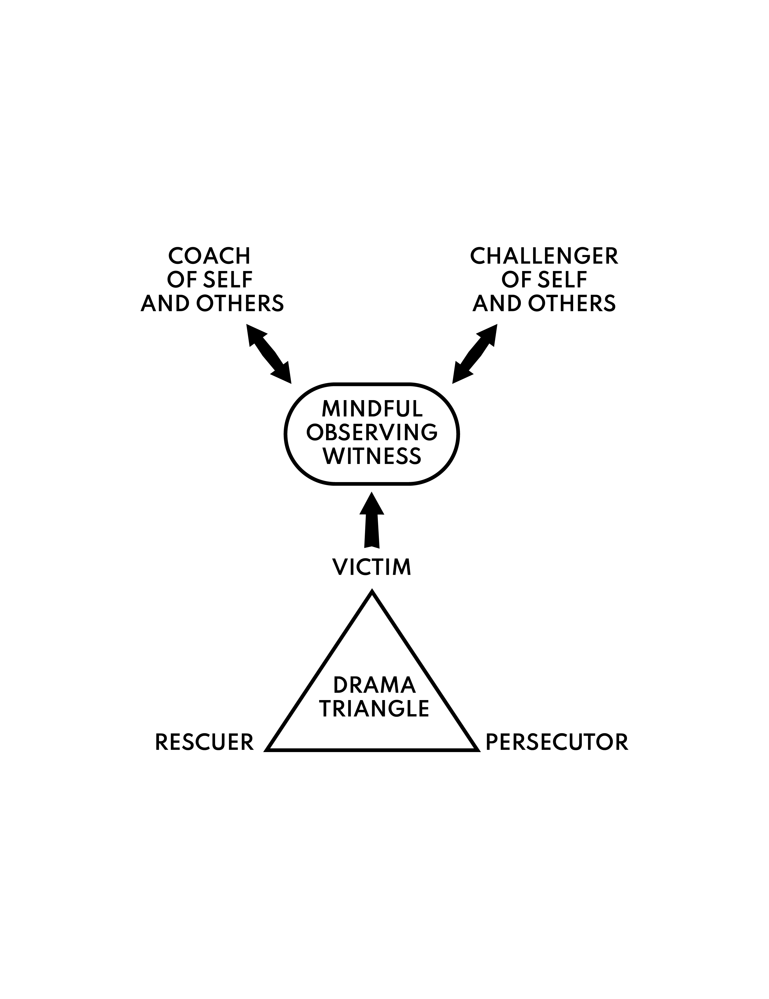 COACH
OF SELF
AND OTHERS
CHALLENGER
OF SELF
AND OTHERS
MINDFUL
OBSERVING
WITNESS
VICTIM
DRAMA
TRIANGLE
RESCUER
PERSECUTOR